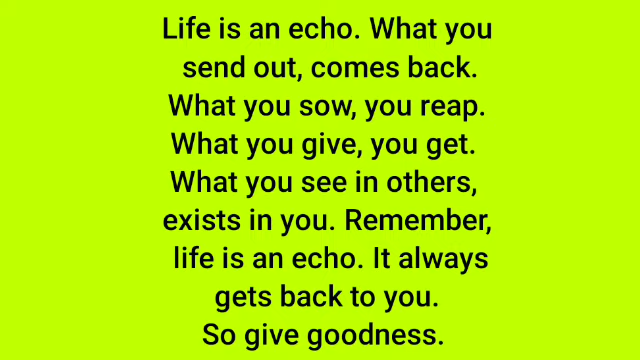 Life is an echo. What you
send out, comes back.
What you sow, you reap.
What you give, you get.
What you see in others,
exists in you. Remember,
life is an echo. It always
gets back to you.
So give goodness.